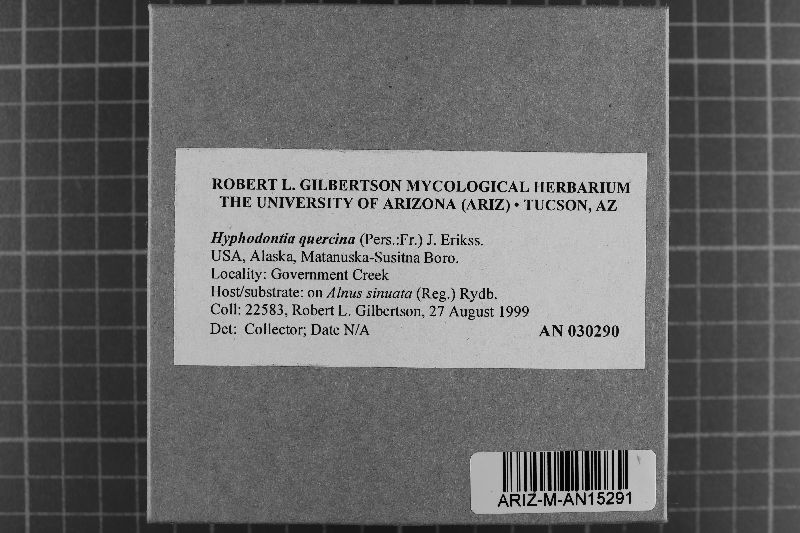 ROBERT L. GILBERTSON MYCOLOGICAL HERBARIUM
THE UNIVERSITY OF ARIZONA (ARIZ) • TUCSON, AZ
Hyphodontia quercina (Pers.:Fr.) J. Erikss.
USA, Alaska, Matanuska-Susitna Boro.
Locality: Government Creek
Host/substrate: on Alnus sinuata (Reg.) Rydb.
Coll: 22583, Robert L. Gilbertson, 27 August 1999
Det: Collector; Date N/A AN 030290
ARIZ-M-AN15291